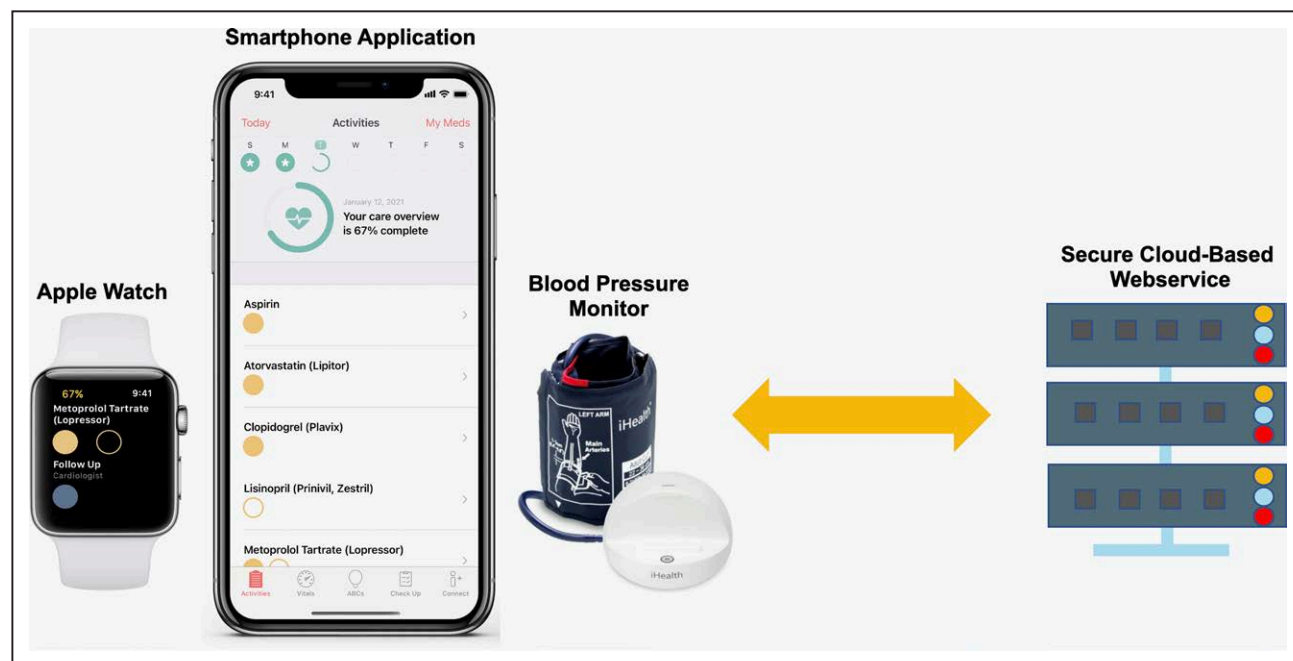 Smartphone Application
9:41
Today Activities My Meds
S M T W T F S
January 12, 2021
Your care overview
is 67% complete
Aspirin
Atorvastatin (Lipitor)
Clopidogrel (Plavix)
Lisinopril (Prinivil, Zestril)
Metoprolol Tartrate (Lopressor)
Activities Vitals ABCs Check Up Connect
Apple Watch
67% 9:41
Metoprolol Tartrate
(Lopressor)
Follow Up
Cardiologist
Blood Pressure
Monitor
LEFT ARM
Main
Arteries
iHealth
iHealth
Secure Cloud-Based
Webservice